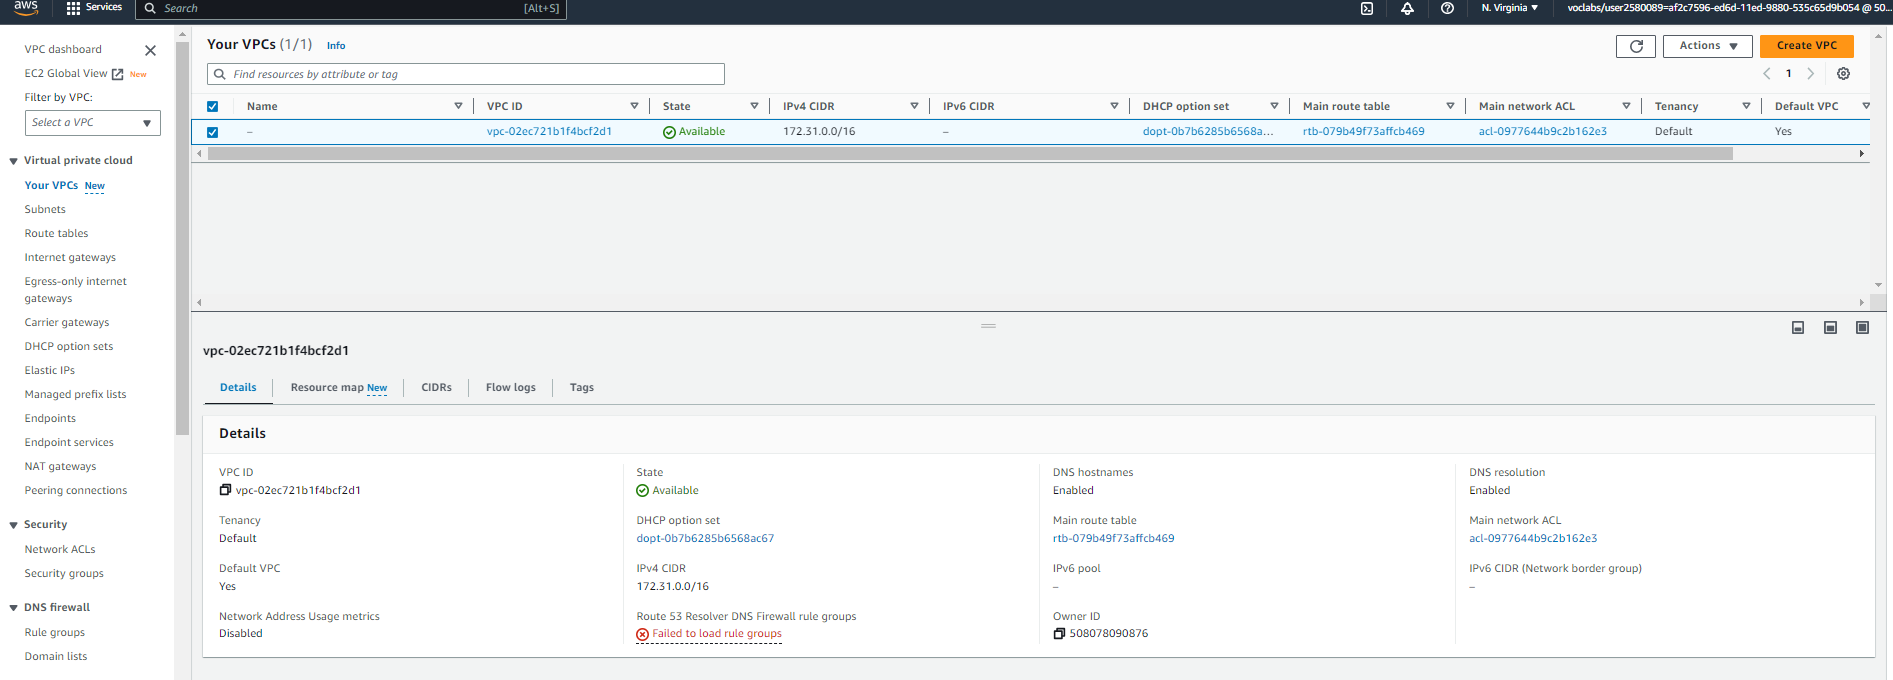 aws
Services
Search
[Alt+S]
N. Virginia
voclabs/user2580089=af2c7596-ed6d-11ed-9880-535c65d9b054 @ 50...
VPC dashboard
EC2 Global View New
Filter by VPC:
Select a VPC
Virtual private cloud
Your VPCs New
Subnets
Route tables
Internet gateways
Egress-only internet
gateways
Carrier gateways
DHCP option sets
Elastic IPs
Managed prefix lists
Endpoints
Endpoint services
NAT gateways
Peering connections
Security
Network ACLs
Security groups
DNS firewall
Rule groups
Domain lists
Your VPCs (1/1) Info
Actions
Create VPC
Find resources by attribute or tag
1
Name VPC ID State IPv4 CIDR IPv6 CIDR DHCP option set Main route table Main network ACL Tenancy Default VPC
– vpc-02ec721b1f4bcf2d1 Available 172.31.0.0/16 – dopt-0b7b6285b6568a... rtb-079b49f73affcb469 acl-0977644b9c2b162e3 Default Yes
vpc-02ec721b1f4bcf2d1
Details Resource map New CIDRs Flow logs Tags
Details
VPC ID
vpc-02ec721b1f4bcf2d1
State
Available
DNS hostnames
Enabled
DNS resolution
Enabled
Tenancy
Default
DHCP option set
dopt-0b7b6285b6568ac67
Main route table
rtb-079b49f73affcb469
Main network ACL
acl-0977644b9c2b162e3
Default VPC
Yes
IPv4 CIDR
172.31.0.0/16
IPv6 pool
–
IPv6 CIDR (Network border group)
–
Network Address Usage metrics
Disabled
Route 53 Resolver DNS Firewall rule groups
Failed to load rule groups
Owner ID
508078090876